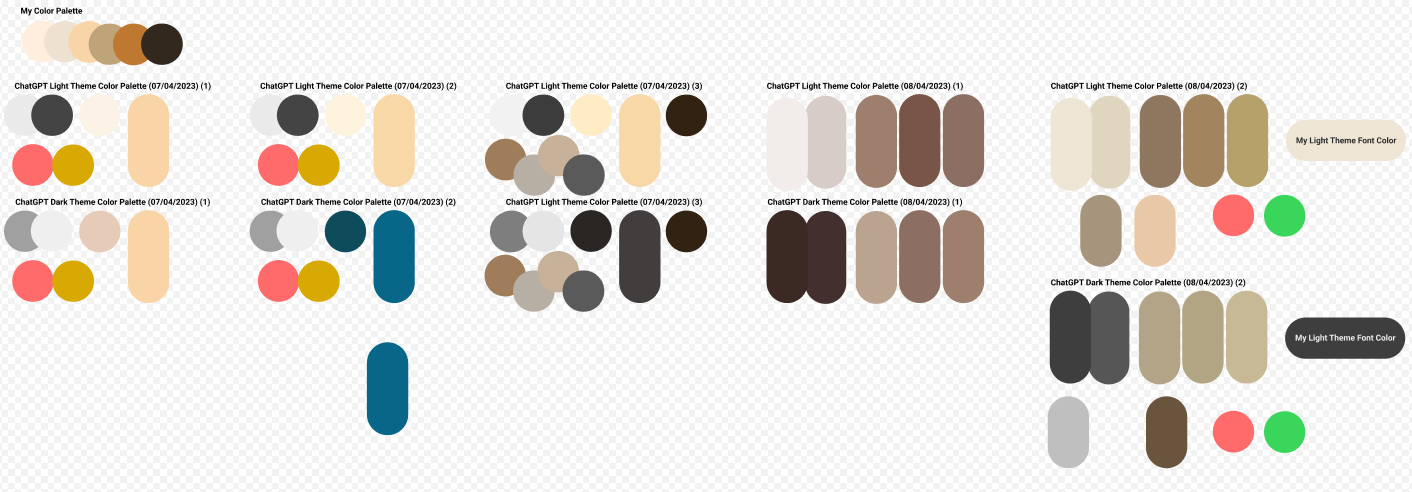 My Color Palette
ChatGPT Light Theme Color Palette (07/04/2023) (1)
ChatGPT Light Theme Color Palette (07/04/2023) (2)
ChatGPT Light Theme Color Palette (07/04/2023) (3)
ChatGPT Light Theme Color Palette (08/04/2023) (1)
ChatGPT Light Theme Color Palette (08/04/2023) (2)
My Light Theme Font Color
ChatGPT Dark Theme Color Palette (07/04/2023) (1)
ChatGPT Dark Theme Color Palette (07/04/2023) (2)
ChatGPT Light Theme Color Palette (07/04/2023) (3)
ChatGPT Dark Theme Color Palette (08/04/2023) (1)
ChatGPT Dark Theme Color Palette (08/04/2023) (2)
My Light Theme Font Color